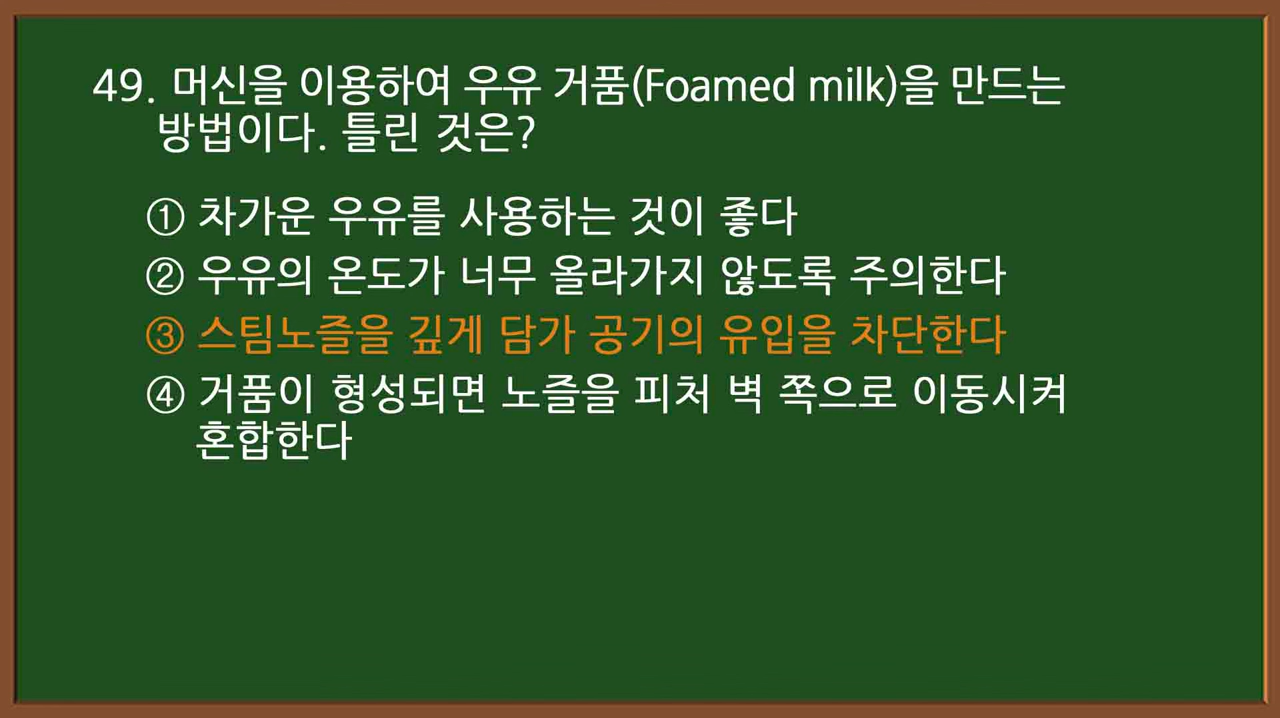 49. 머신을 이용하여 우유 거품(Foamed milk)을 만드는
방법이다. 틀린 것은?
① 차가운 우유를 사용하는 것이 좋다
② 우유의 온도가 너무 올라가지 않도록 주의한다
③ 스팀노즐을 깊게 담가 공기의 유입을 차단한다
④ 거품이 형성되면 노즐을 피처 벽 쪽으로 이동시켜
혼합한다